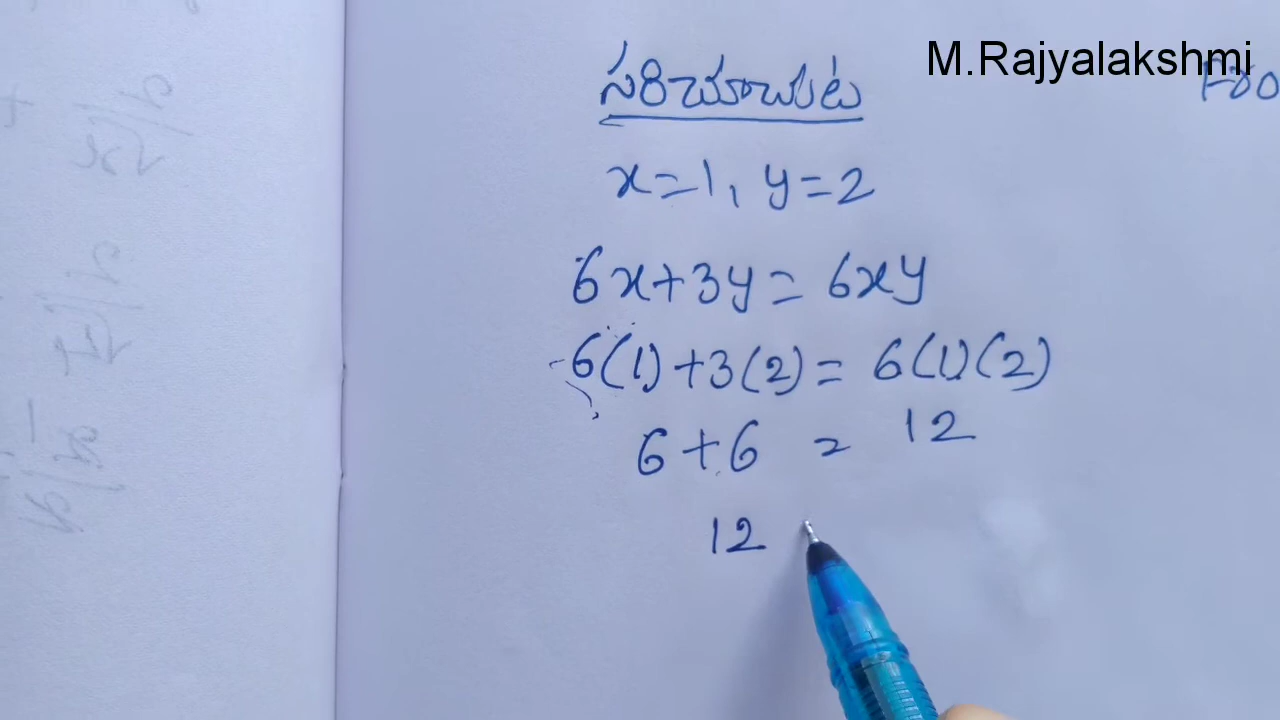 M.Rajyalakshmi
సరిచూచుట
x=1, y=2
6x+3y=6xy
6(1)+3(2)=6(1)(2)
6+6 = 12
12